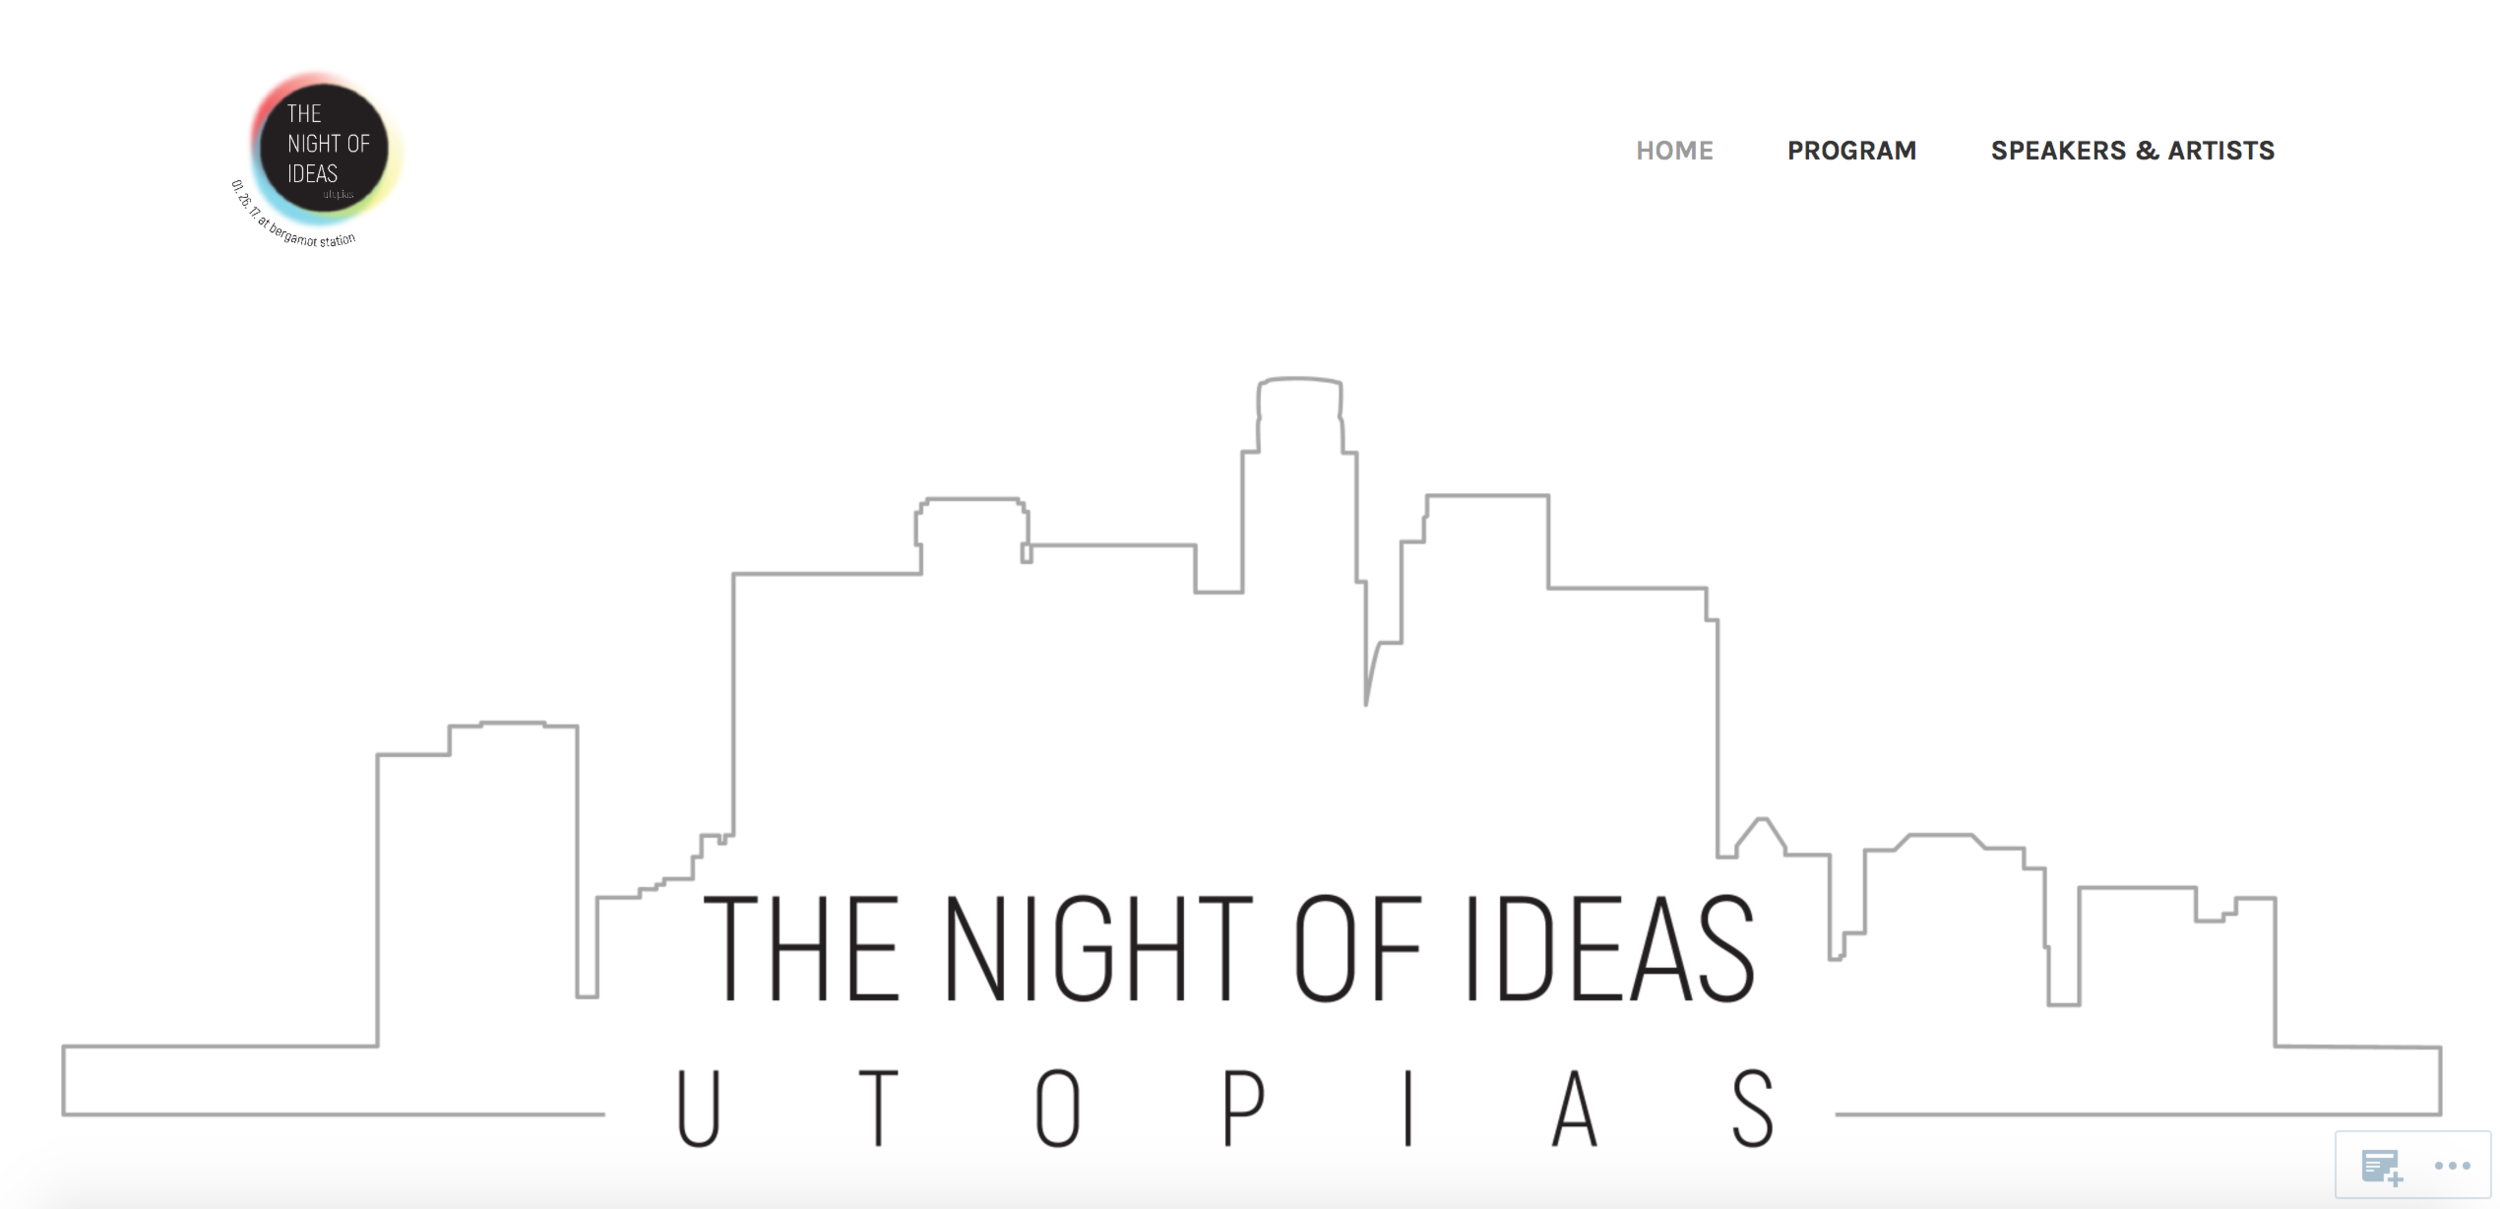 THE
NIGHT OF
IDEAS
utopias
01. 26. 17. at bergamot station
HOME PROGRAM SPEAKERS & ARTISTS
THE NIGHT OF IDEAS
UTOPIAS